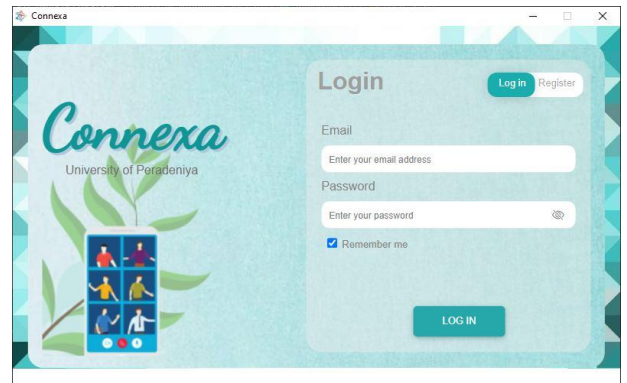 Connexa
Login
Log in
Register
Connexa
University of Peradeniya
Email
Enter your email address
Password
Enter your password
Remember me
LOG IN